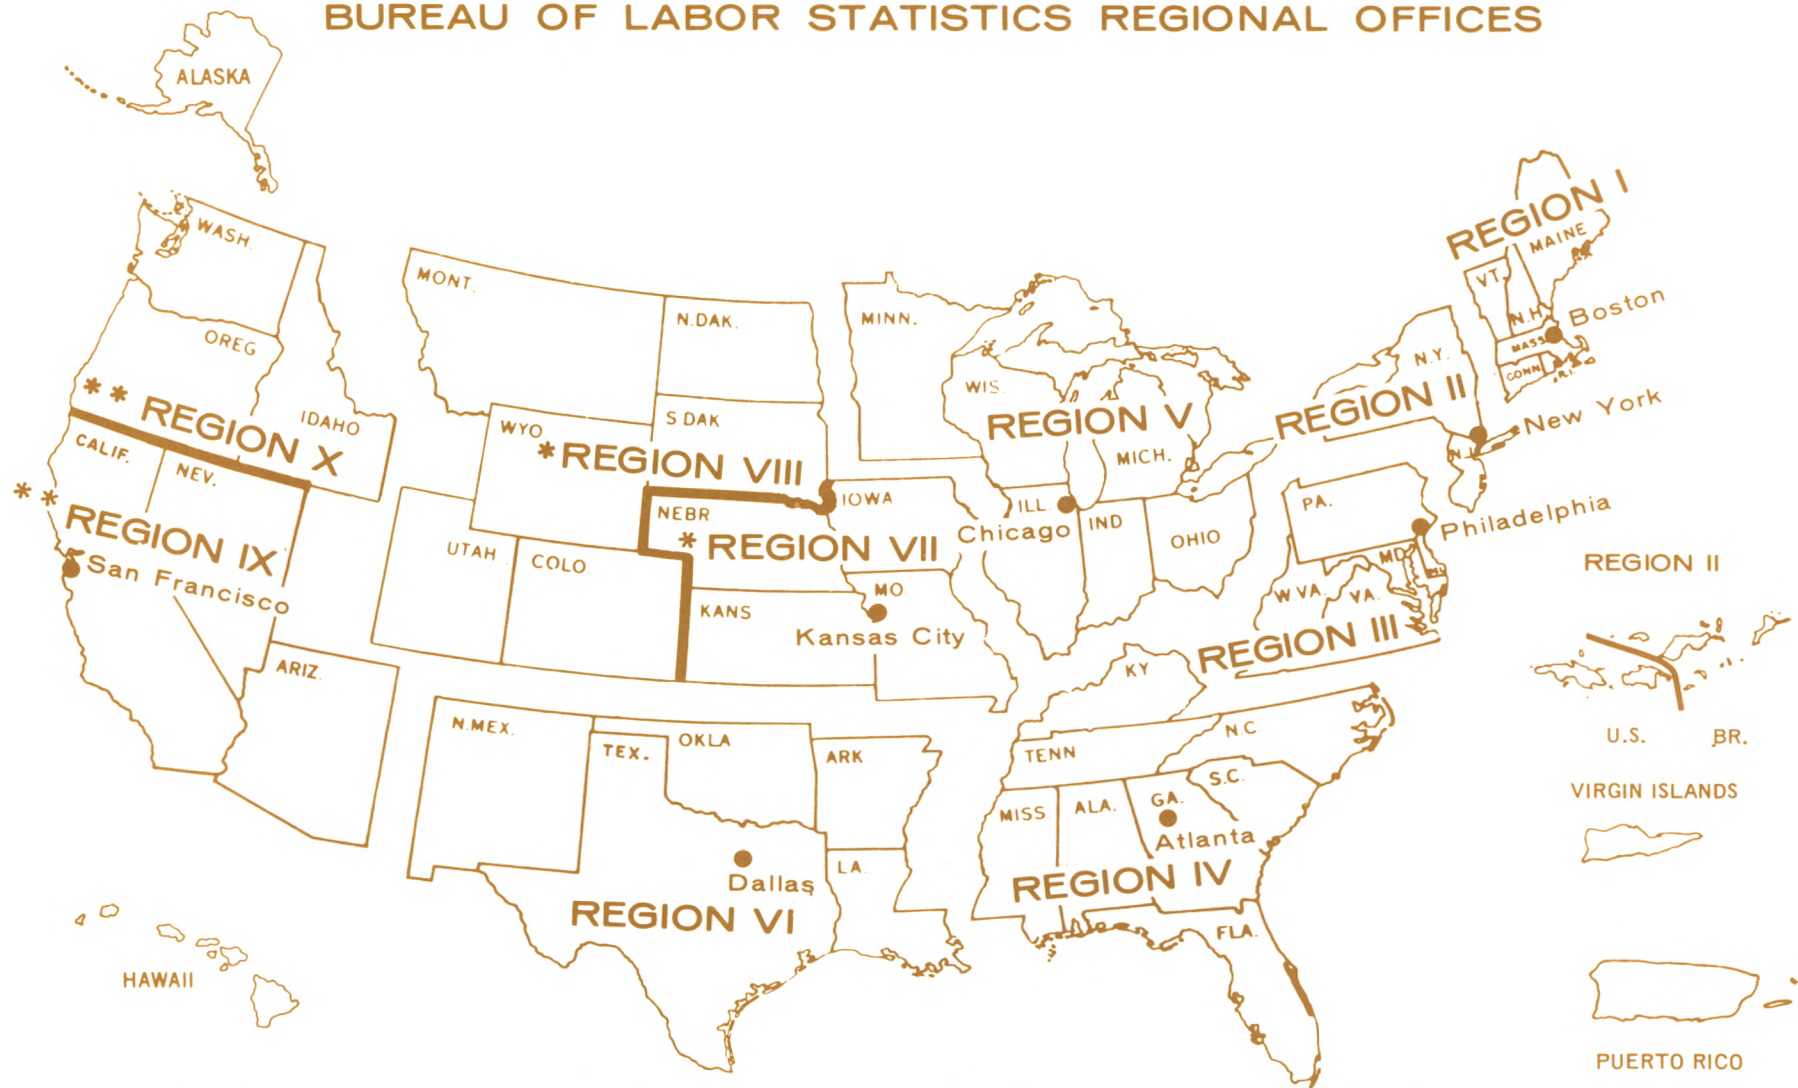 BUREAU OF LABOR STATISTICS REGIONAL OFFICES
ALASKA
WASH.
OREG
** REGION X
IDAHO
MONT.
N.DAK.
WYO
S.DAK
* REGION VIII
CALIF.
NEV.
** REGION IX
San Francisco
UTAH
COLO.
NEBR
* REGION VII
IOWA
KANS
MO
Kansas City
ARIZ.
HAWAII
MINN.
WIS.
REGION V
MICH.
ILL.
Chicago
IND
OHIO
REGION I
MAINE
VT.
N.H.
Boston
MASS
CONN
R.I.
N.Y.
REGION II
New York
N.J.
PA.
Philadelphia
MD.
W.VA.
VA.
REGION III
KY
N.MEX.
TEX.
OKLA
ARK
LA.
Dallas
REGION VI
TENN
N.C.
S.C.
MISS.
ALA.
GA.
Atlanta
REGION IV
FLA.
REGION II
U.S. BR.
VIRGIN ISLANDS
PUERTO RICO